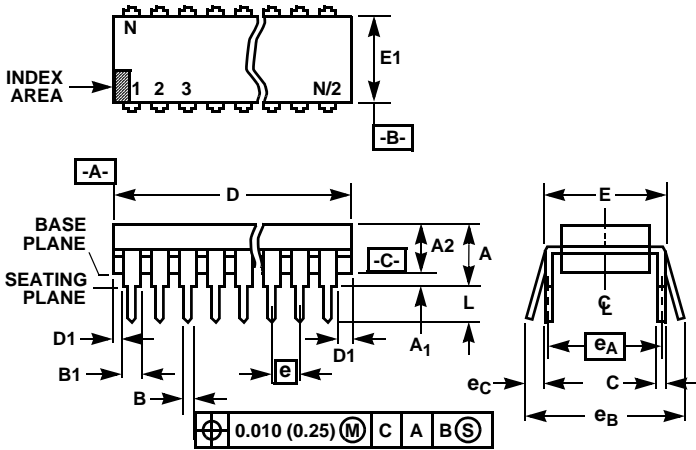 N
INDEX
AREA
1 2 3 N/2
E1
-B-
-A-
D
E
BASE
PLANE
A2
A
-C-
SEATING
PLANE
L
D1
A1
D1
B1
e
eA
eC
C
B
eB
0.010 (0.25) M C A B S